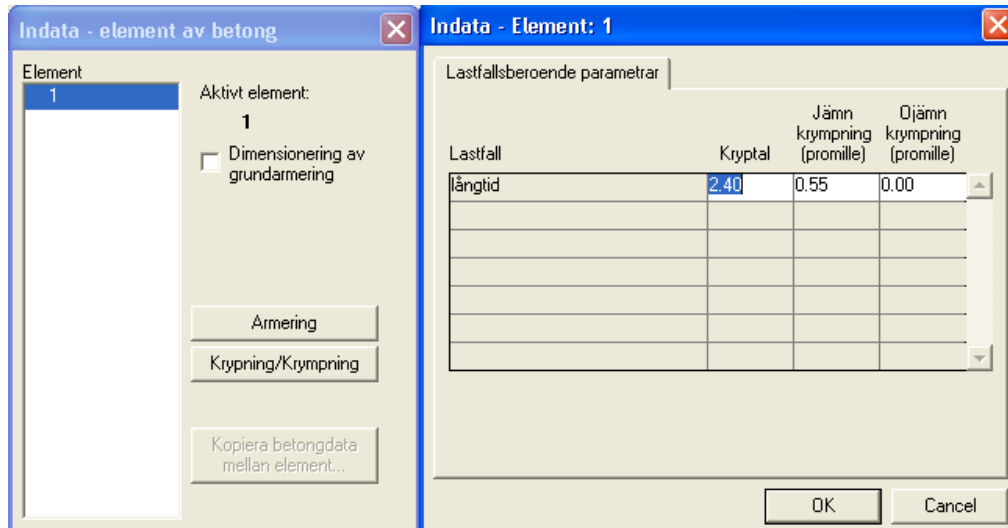 Indata - element av betong
Element
1
Aktivt element:
1
Dimensionering av
grundarmering
Armering
Krypning/Krympning
Kopiera betongdata
mellan element...
Indata - Element: 1
Lastfallsberoende parametrar
Lastfall
Kryptal
Jämn
krympning
(promille)
Ojämn
krympning
(promille)
långtid 2.40 0.55 0.00
OK Cancel